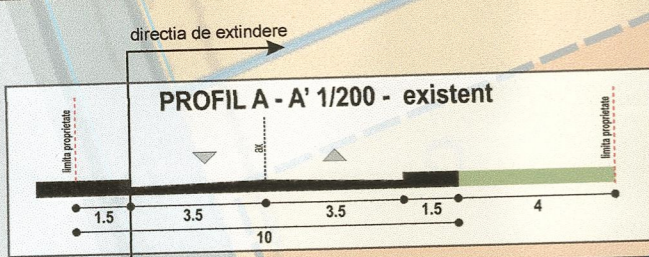 directia de extindere
PROFIL A - A' 1/200 - existent
limita proprietate
ax
limita proprietate
1.5
3.5
3.5
1.5
4
10